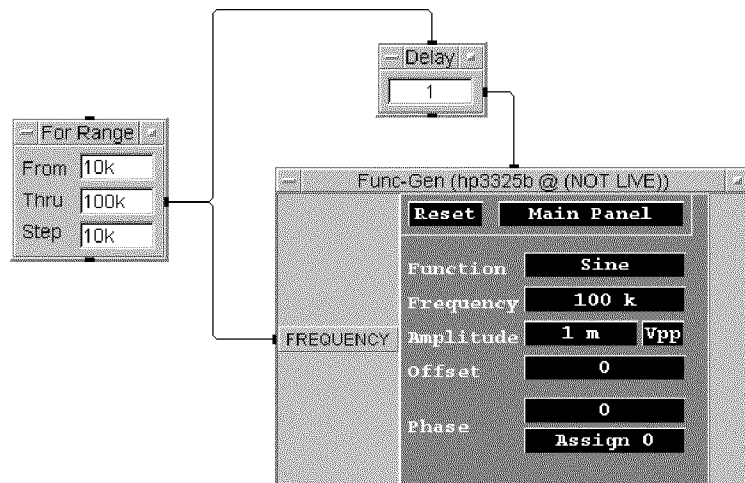 Delay
1
For Range
From 10k
Thru 100k
Step 10k
Func-Gen (hp3325b @ (NOT LIVE))
Reset Main Panel
Function Sine
Frequency 100 k
FREQUENCY
Amplitude 1 m Vpp
Offset 0
Phase 0
Assign 0